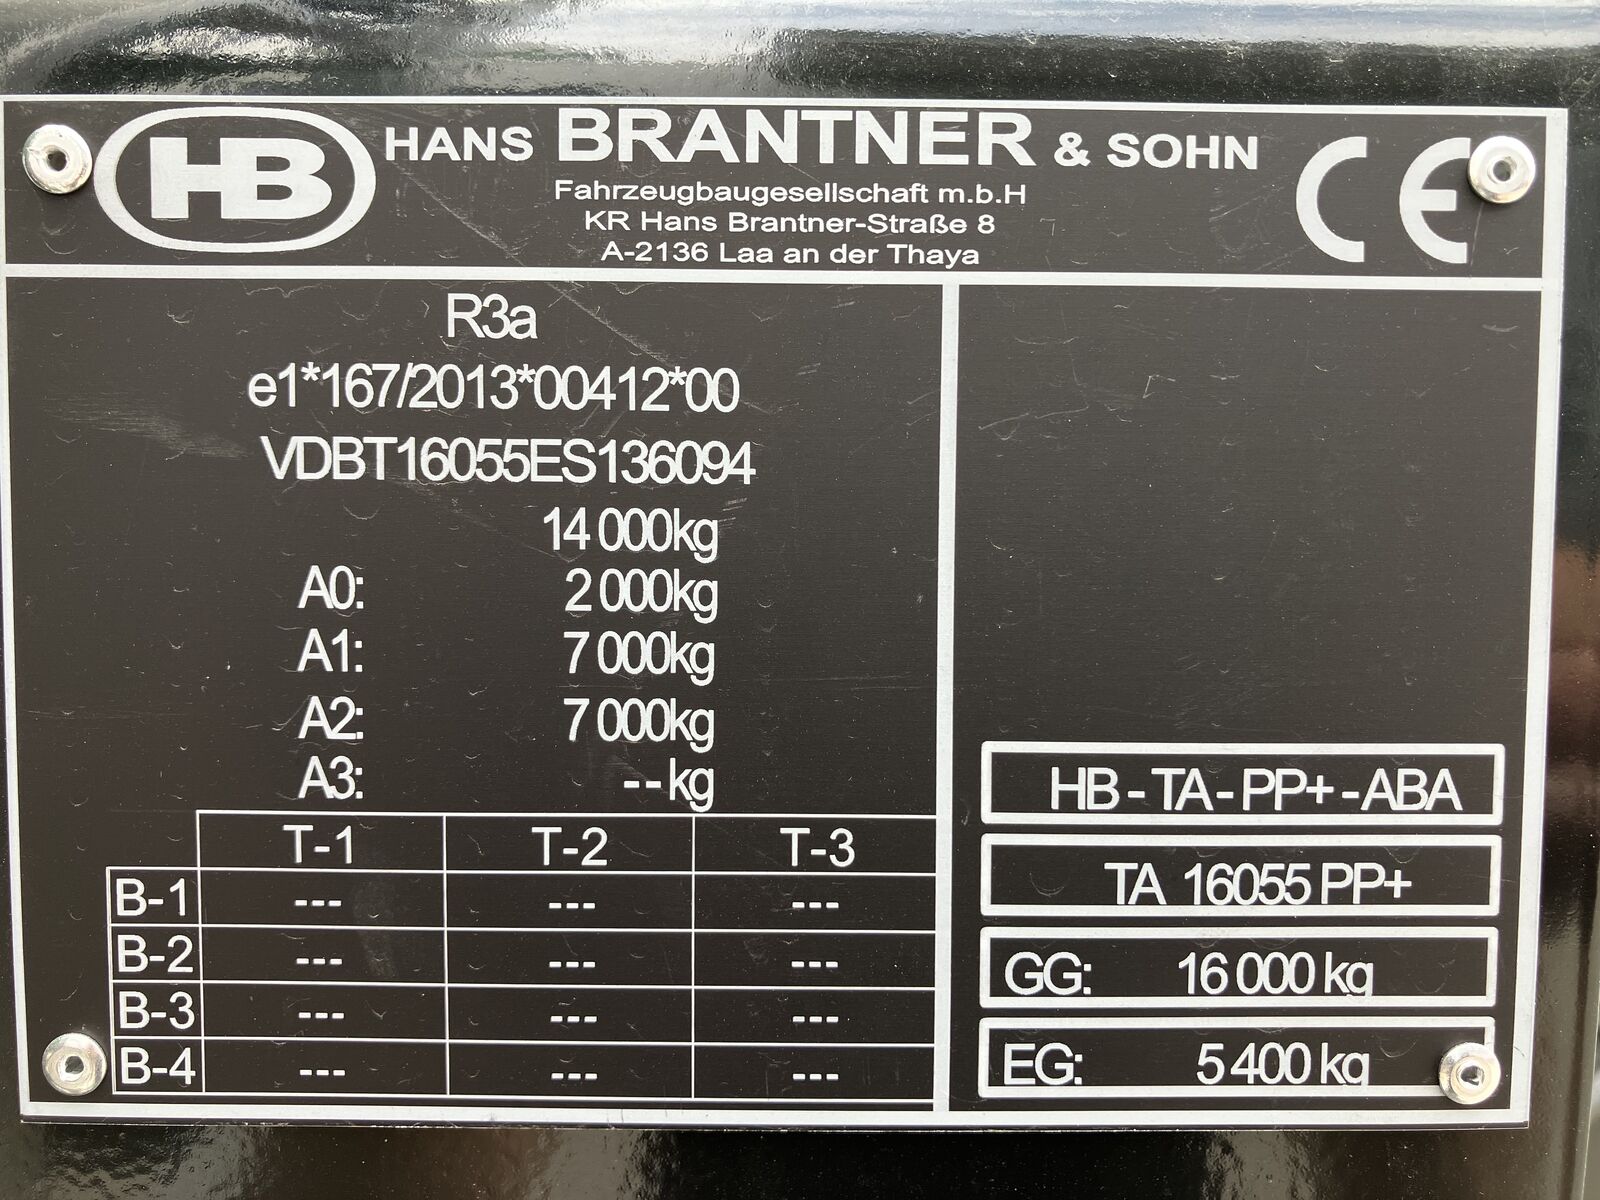 HB HANS BRANTNER & SOHN CE
Fahrzeugbaugesellschaft m.b.H
KR Hans Brantner-Straße 8
A-2136 Laa an der Thaya
R3a
e1*167/2013*00412*00
VDBT16055ES136094
14 000kg
A0: 2 000kg
A1: 7 000kg
A2: 7 000kg
A3: --kg
T-1 T-2 T-3
B-1 --- --- ---
B-2 --- --- ---
B-3 --- --- ---
B-4 --- --- ---
HB-TA-PP+-ABA
TA 16055 PP+
GG: 16 000 kg
EG: 5 400 kg